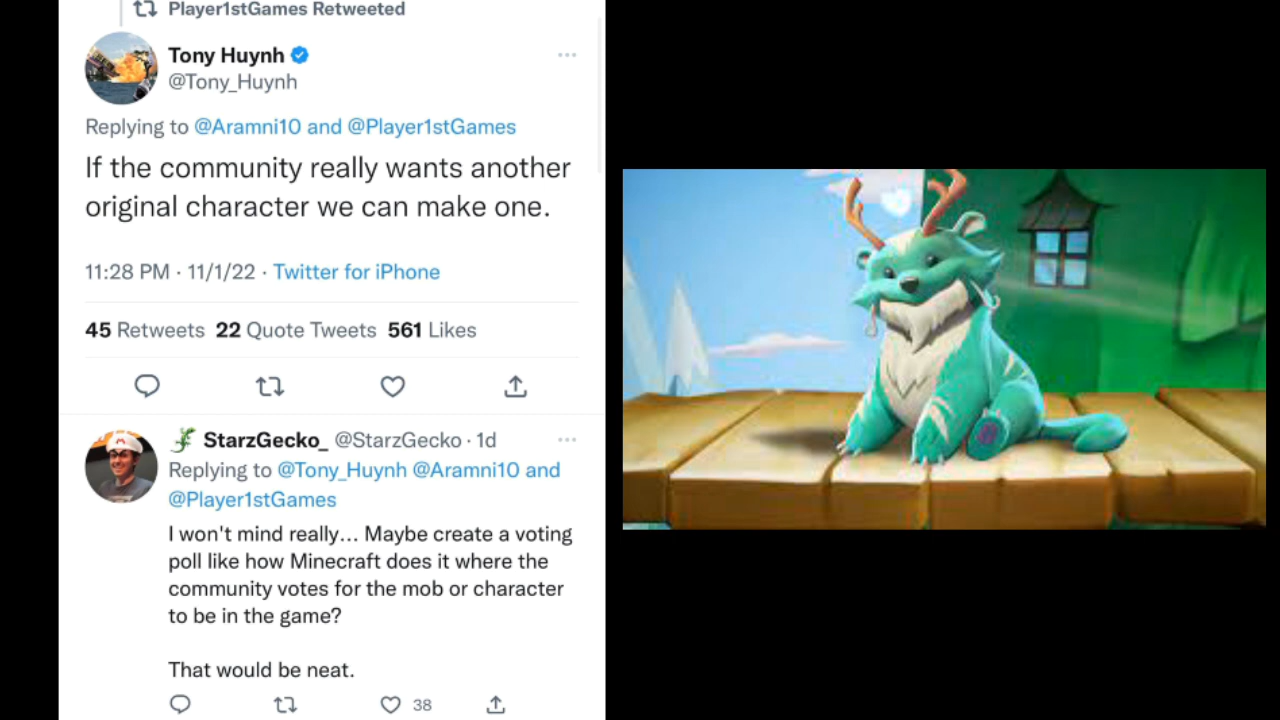 Player1stGames Retweeted
Tony Huynh
@Tony_Huynh
Replying to @Aramni10 and @Player1stGames
If the community really wants another
original character we can make one.
11:28 PM · 11/1/22 · Twitter for iPhone
45 Retweets 22 Quote Tweets 561 Likes
StarzGecko_ @StarzGecko · 1d
Replying to @Tony_Huynh @Aramni10 and
@Player1stGames
I won't mind really... Maybe create a voting
poll like how Minecraft does it where the
community votes for the mob or character
to be in the game?
That would be neat.
38